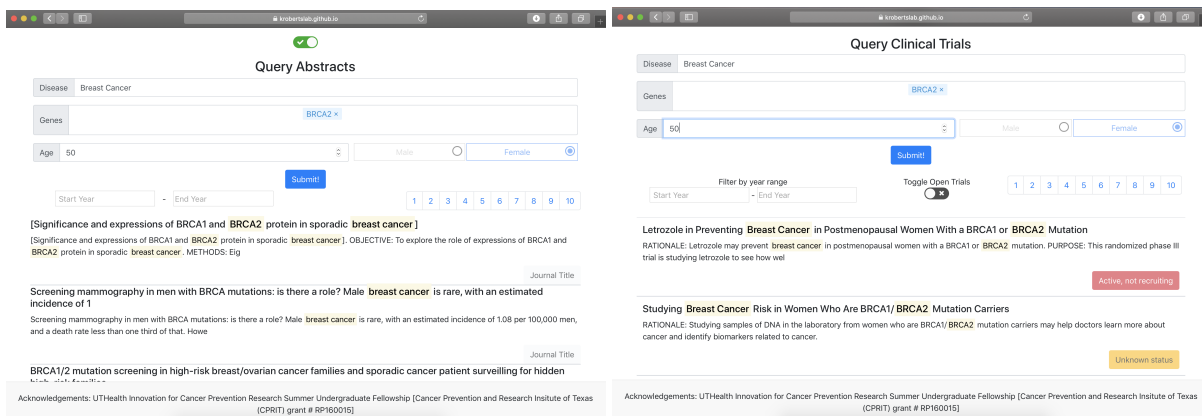 krobertslab.github.io
Query Abstracts
Disease Breast Cancer
Genes BRCA2 ×
Age 50 Male Female
Submit!
Start Year - End Year 1 2 3 4 5 6 7 8 9 10
[Significance and expressions of BRCA1 and BRCA2 protein in sporadic breast cancer]
[Significance and expressions of BRCA1 and BRCA2 protein in sporadic breast cancer]. OBJECTIVE: To explore the role of expressions of BRCA1 and
BRCA2 protein in sporadic breast cancer. METHODS: Eig
Journal Title
Screening mammography in men with BRCA mutations: is there a role? Male breast cancer is rare, with an estimated
incidence of 1
Screening mammography in men with BRCA mutations: is there a role? Male breast cancer is rare, with an estimated incidence of 1.08 per 100,000 men,
and a death rate less than one third of that. Howe
Journal Title
BRCA1/2 mutation screening in high-risk breast/ovarian cancer families and sporadic cancer patient surveilling for hidden
high-risk families
Acknowledgements: UTHealth Innovation for Cancer Prevention Research Summer Undergraduate Fellowship [Cancer Prevention and Research Insitute of Texas
(CPRIT) grant # RP160015]
krobertslab.github.io
Query Clinical Trials
Disease Breast Cancer
Genes BRCA2 ×
Age 50 Male Female
Submit!
Filter by year range Toggle Open Trials
Start Year - End Year 1 2 3 4 5 6 7 8 9 10
Letrozole in Preventing Breast Cancer in Postmenopausal Women With a BRCA1 or BRCA2 Mutation
RATIONALE: Letrozole may prevent breast cancer in postmenopausal women with a BRCA1 or BRCA2 mutation. PURPOSE: This randomized phase III
trial is studying letrozole to see how wel
Active, not recruiting
Studying Breast Cancer Risk in Women Who Are BRCA1/BRCA2 Mutation Carriers
RATIONALE: Studying samples of DNA in the laboratory from women who are BRCA1/BRCA2 mutation carriers may help doctors learn more about
cancer and identify biomarkers related to cancer.
Unknown status
Acknowledgements: UTHealth Innovation for Cancer Prevention Research Summer Undergraduate Fellowship [Cancer Prevention and Research Insitute of Texas
(CPRIT) grant # RP160015]